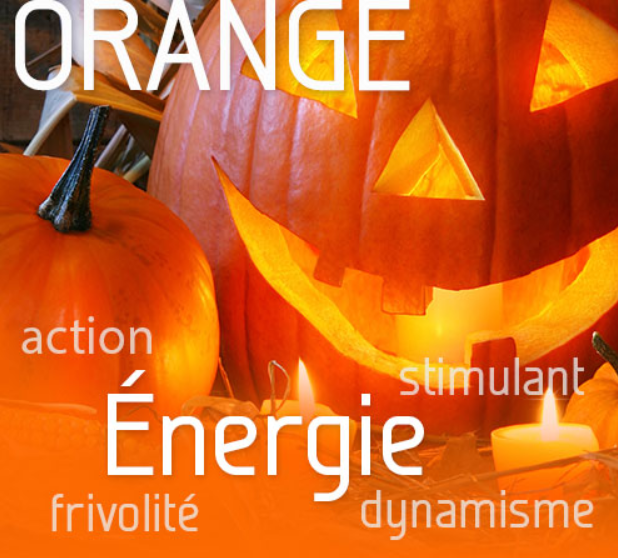 ORANGE
action
stimulant
Énergie
frivolité
dynamisme